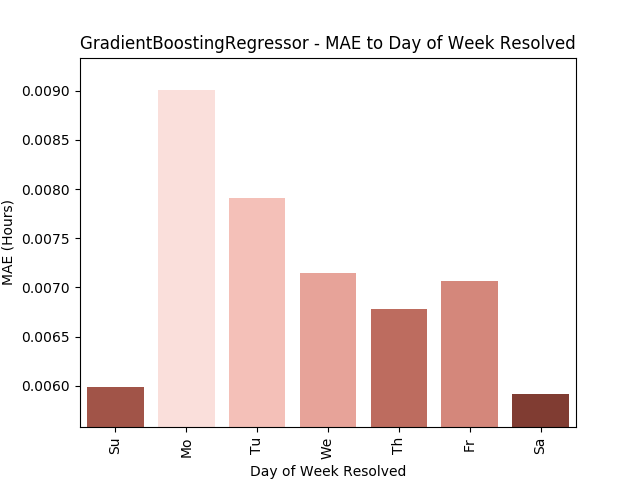 GradientBoostingRegressor - MAE to Day of Week Resolved
0.0090
0.0085
0.0080
0.0075
0.0070
0.0065
0.0060
MAE (Hours)
Su
Mo
Tu
We
Th
Fr
Sa
Day of Week Resolved